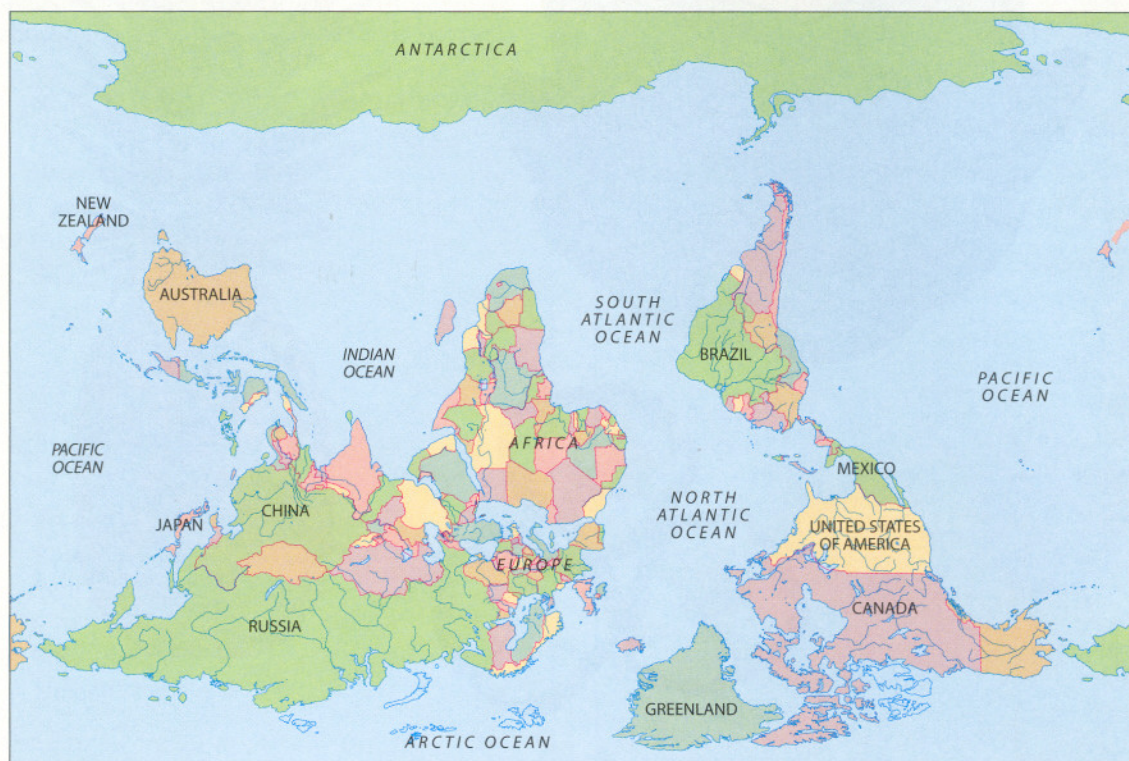 ANTARCTICA
NEW
ZEALAND
AUSTRALIA
SOUTH
ATLANTIC
OCEAN
INDIAN
OCEAN
BRAZIL
PACIFIC
OCEAN
AFRICA
PACIFIC
OCEAN
MEXICO
NORTH
ATLANTIC
OCEAN
CHINA
JAPAN
UNITED STATES
OF AMERICA
EUROPE
CANADA
RUSSIA
GREENLAND
ARCTIC OCEAN